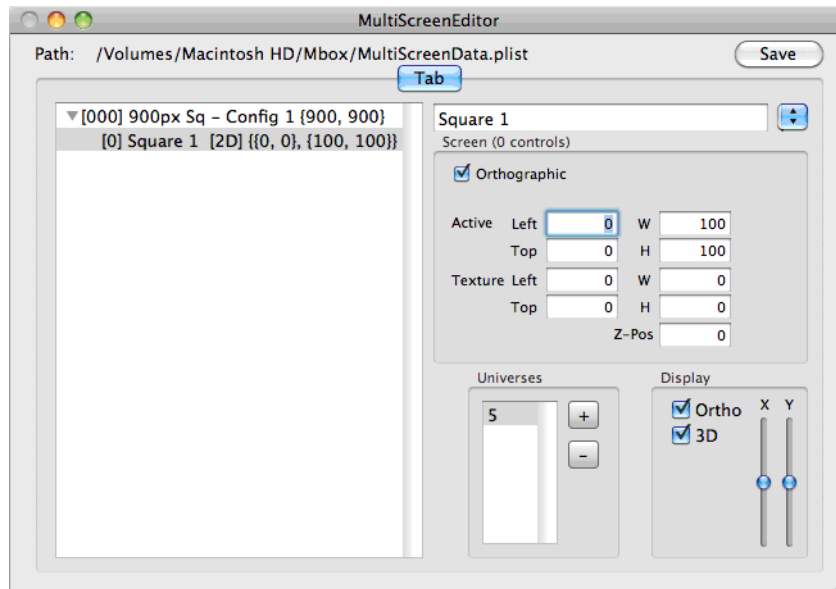 MultiScreenEditor
Path: /Volumes/Macintosh HD/Mbox/MultiScreenData.plist Save
Tab
[000] 900px Sq – Config 1 {900, 900}
[0] Square 1 [2D] {{0, 0}, {100, 100}}
Square 1
Screen (0 controls)
Orthographic
Active Left 0 W 100
Top 0 H 100
Texture Left 0 W 0
Top 0 H 0
Z-Pos 0
Universes
5
+
-
Display
Ortho X Y
3D